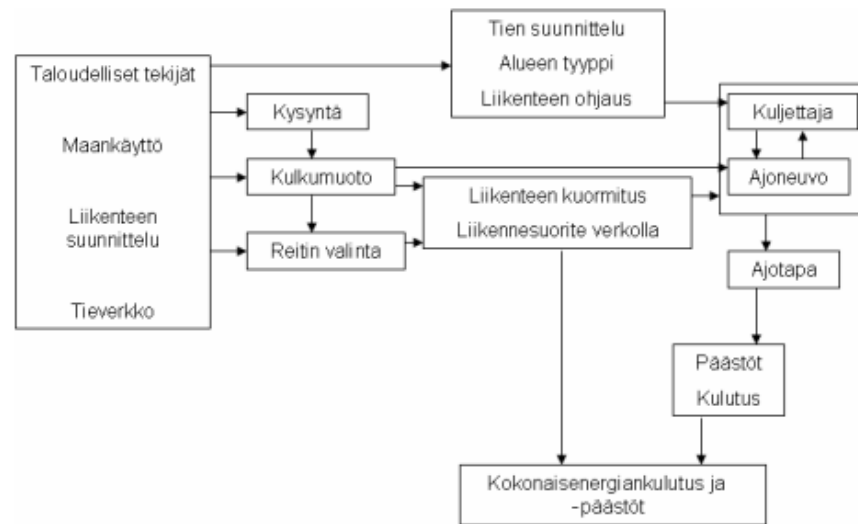 Taloudelliset tekijät
Maankäyttö
Liikenteen
suunnittelu
Tieverkko
Kysyntä
Kulkumuoto
Reitin valinta
Tien suunnittelu
Alueen tyyppi
Liikenteen ohjaus
Liikenteen kuormitus
Liikennesuorite verkolla
Kuljettaja
Ajoneuvo
Ajotapa
Päästöt
Kulutus
Kokonaisenergiankulutus ja
-päästöt